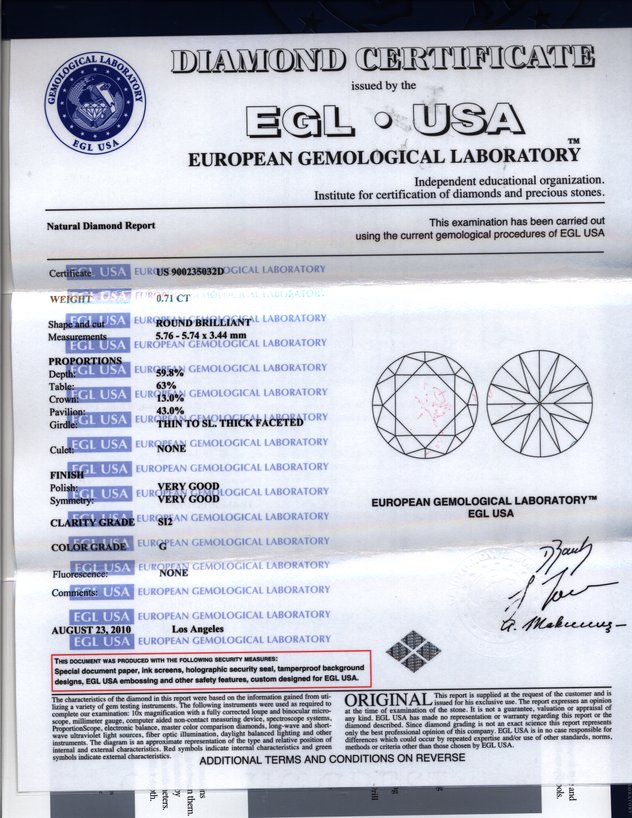 GEMOLOGICAL LABORATORY
EGL USA
DIAMOND CERTIFICATE
issued by the
EGL • USA
EUROPEAN GEMOLOGICAL LABORATORY™
Independent educational organization.
Institute for certification of diamonds and precious stones.
Natural Diamond Report
This examination has been carried out
using the current gemological procedures of EGL USA
Certificate US 900235032D
WEIGHT 0.71 CT
Shape and cut ROUND BRILLIANT
Measurements 5.76 - 5.74 x 3.44 mm
PROPORTIONS
Depth: 59.8%
Table: 63%
Crown: 13.0%
Pavilion: 43.0%
Girdle: THIN TO SL. THICK FACETED
Culet: NONE
FINISH
Polish: VERY GOOD
Symmetry: VERY GOOD
CLARITY GRADE SI2
COLOR GRADE G
Fluorescence: NONE
Comments:
AUGUST 23, 2010 Los Angeles
EUROPEAN GEMOLOGICAL LABORATORY™
EGL USA
THIS DOCUMENT WAS PRODUCED WITH THE FOLLOWING SECURITY MEASURES:
Special document paper, ink screens, holographic security seal, tamperproof background
designs, EGL USA embossing and other safety features, custom designed for EGL USA.
The characteristics of the diamond in this report were based on the information gained from uti-
lizing a variety of gem testing instruments. The following instruments were used as required to
complete our examination: 10x magnification with a fully corrected loupe and binocular micro-
scope, millimeter gauge, computer aided non-contact measuring device, spectroscope systems,
ProportionScope, electronic balance, master color comparison diamonds, long-wave and short-
wave ultraviolet light sources, fiber optic illumination, daylight balanced lighting and other
instruments. The diagram is an approximate representation of the type and relative position of
internal and external characteristics. Red symbols indicate internal characteristics and green
symbols indicate external characteristics.
ORIGINAL This report is supplied at the request of the customer and is
issued for his exclusive use. The report expresses an opinion
at the time of examination of the stone. It is not a guarantee, valuation or appraisal of
any kind. EGL USA has made no representation or warranty regarding this report or the
diamond described. Since diamond grading is not an exact science this report represents
only the best professional opinion of this company. EGL USA is in no case responsible for
differences which could occur by repeated expertise and/or use of other standards, norms,
methods or criteria other than those chosen by EGL USA.
ADDITIONAL TERMS AND CONDITIONS ON REVERSE